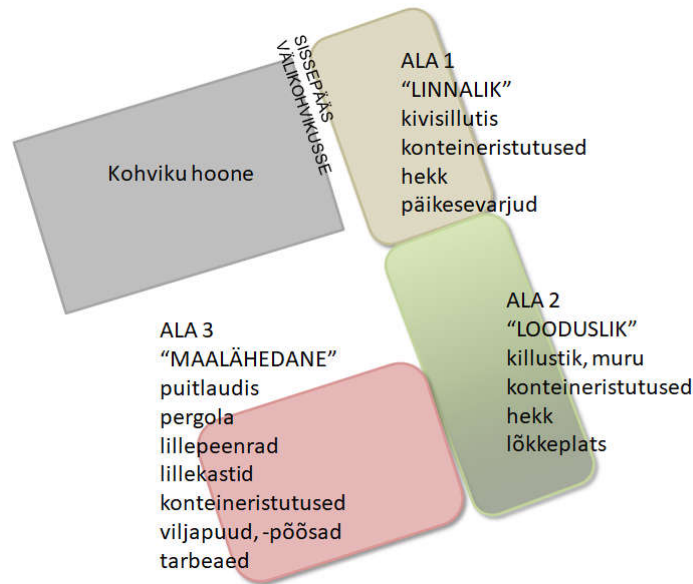 SISSEPÄÄS
VÄLIKOHVIKUSSE
Kohviku hoone
ALA 1
“LINNALIK”
kivisillutis
konteineristutused
hekk
päikesevarjud
ALA 2
“LOODUSLIK”
killustik, muru
konteineristutused
hekk
lõkkeplats
ALA 3
“MAALÄHEDANE”
puitlaudis
pergola
lillepeenrad
lillekastid
konteineristutused
viljapuud, -põõsad
tarbeaed